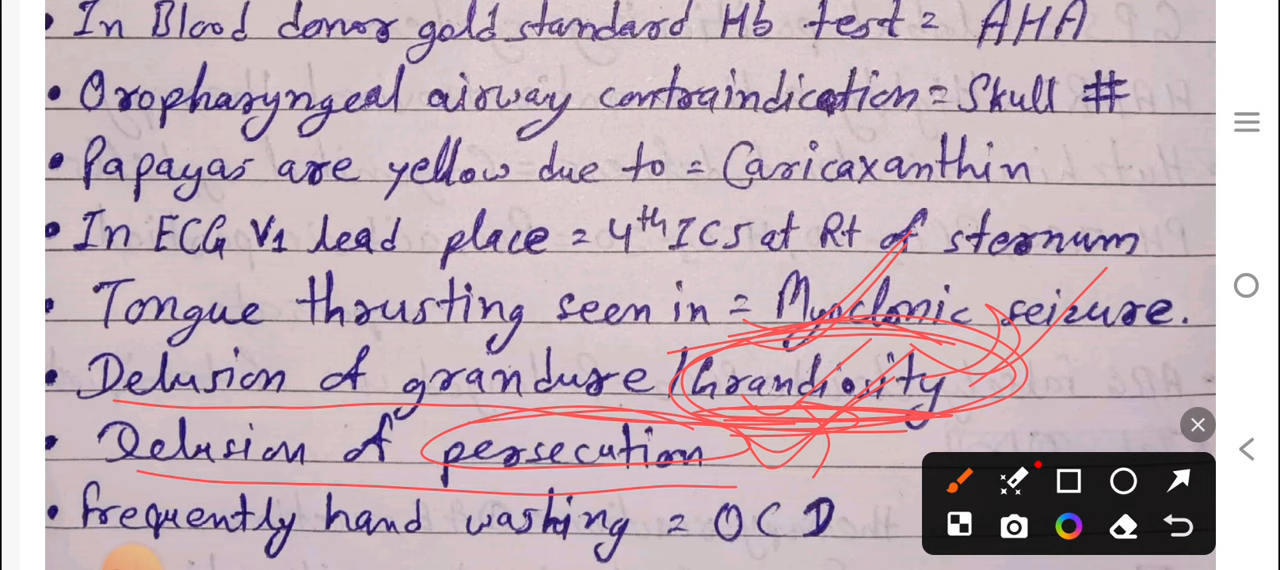 • In Blood donor gold standard Hb test = AHA
• Oropharyngeal airway contraindication = Skull #
• Papayas are yellow due to = Caricaxanthin
• In ECG V1 lead place = 4th ICS at Rt of sternum
• Tongue thrusting seen in = Myoclonic seizure.
• Delusion of grandure / Grandiosity
• Delusion of persecution
• frequently hand washing = OCD